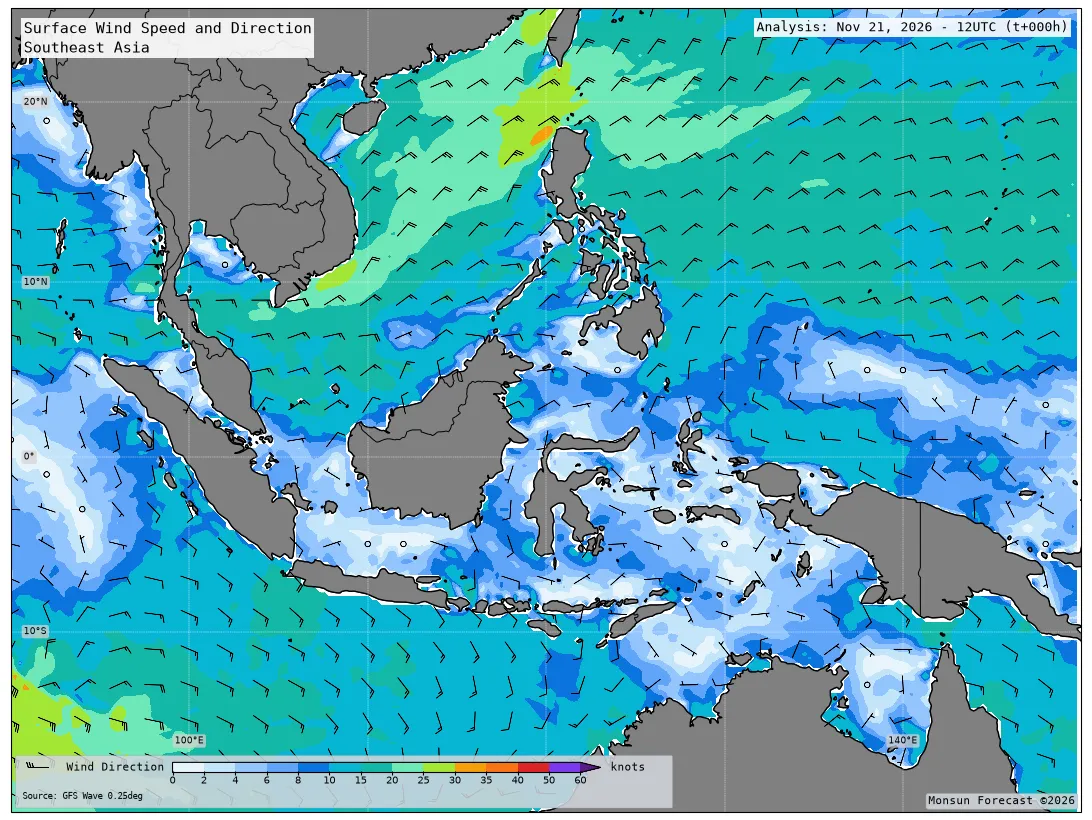 Surface Wind Speed and Direction
Southeast Asia
Analysis: Nov 21, 2026 - 12UTC (t+000h)
20°N
10°N
0°
10°S
100°E
140°E
Wind Direction
knots
0 2 4 6 8 10 15 20 25 30 35 40 50 60
Source: GFS Wave 0.25deg
Monsun Forecast ©2026